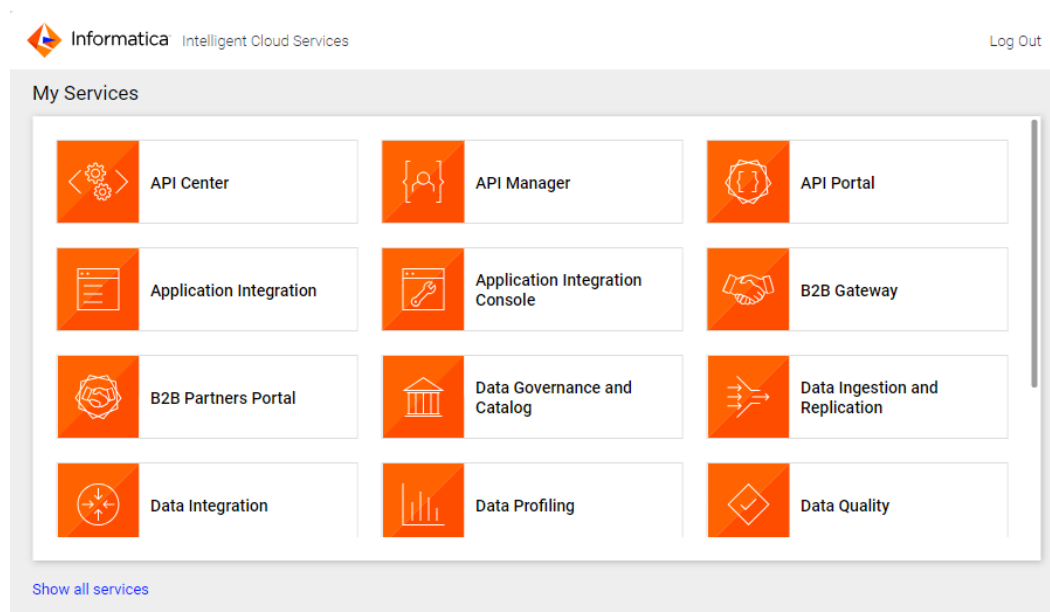 Informatica Intelligent Cloud Services
Log Out
My Services
API Center
API Manager
API Portal
Application Integration
Application Integration
Console
B2B Gateway
B2B Partners Portal
Data Governance and
Catalog
Data Ingestion and
Replication
Data Integration
Data Profiling
Data Quality
Show all services